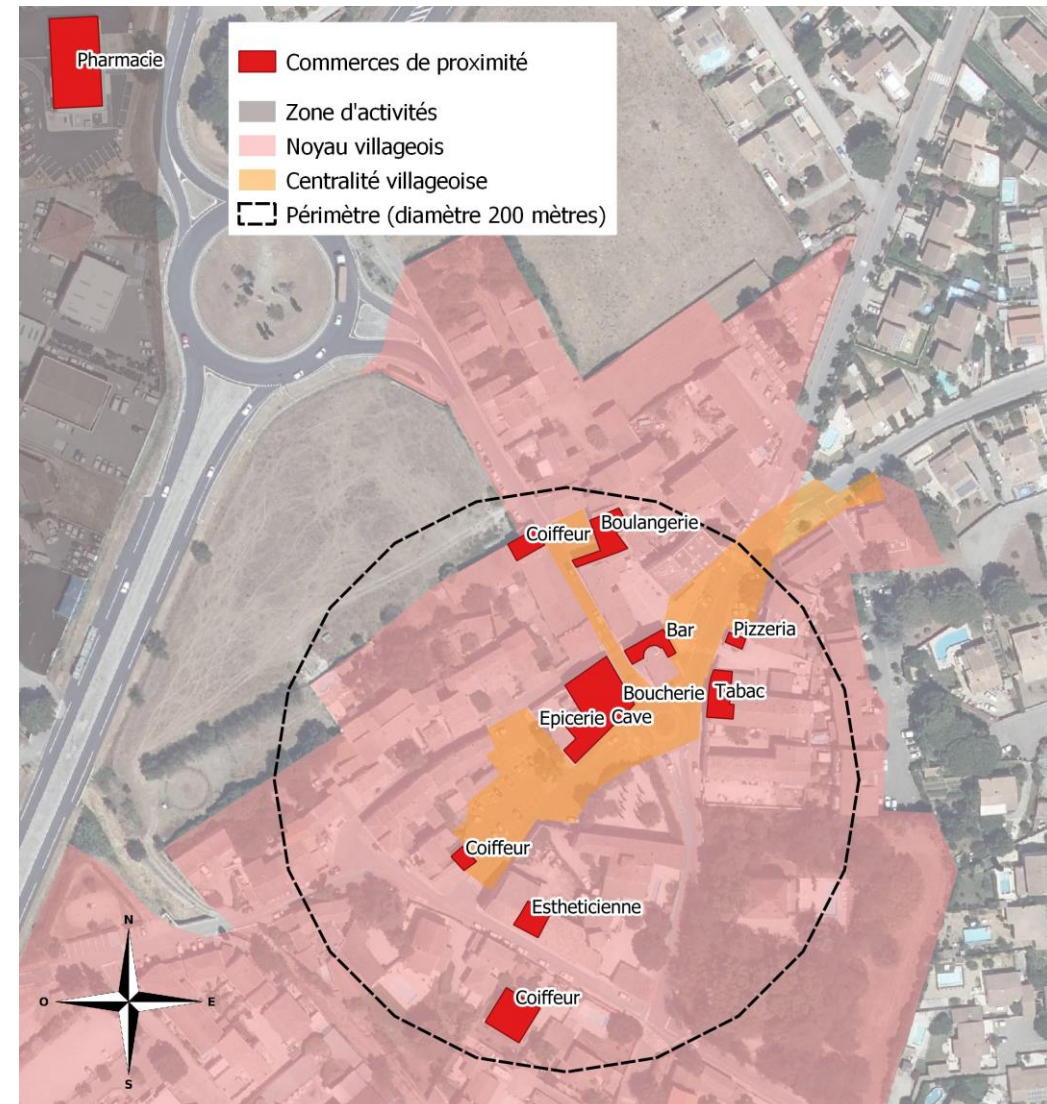 Pharmacie
Commerces de proximité
Zone d'activités
Noyau villageois
Centralité villageoise
Périmètre (diamètre 200 mètres)
Boulangerie
Coiffeur
Bar
Pizzeria
Boucherie
Tabac
Epicerie
Cave
Coiffeur
Estheticienne
Coiffeur
N
O
E
S